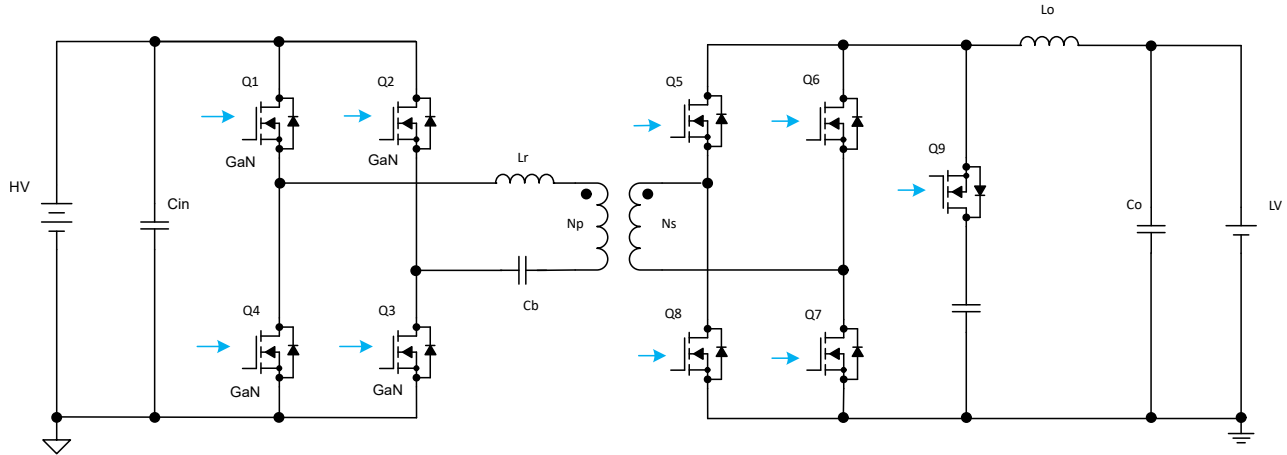 Lo
Q1
Q2
Q5
Q6
GaN
GaN
Q9
HV
Lr
Cin
Np
Ns
Co
LV
Cb
Q4
Q3
Q8
Q7
GaN
GaN